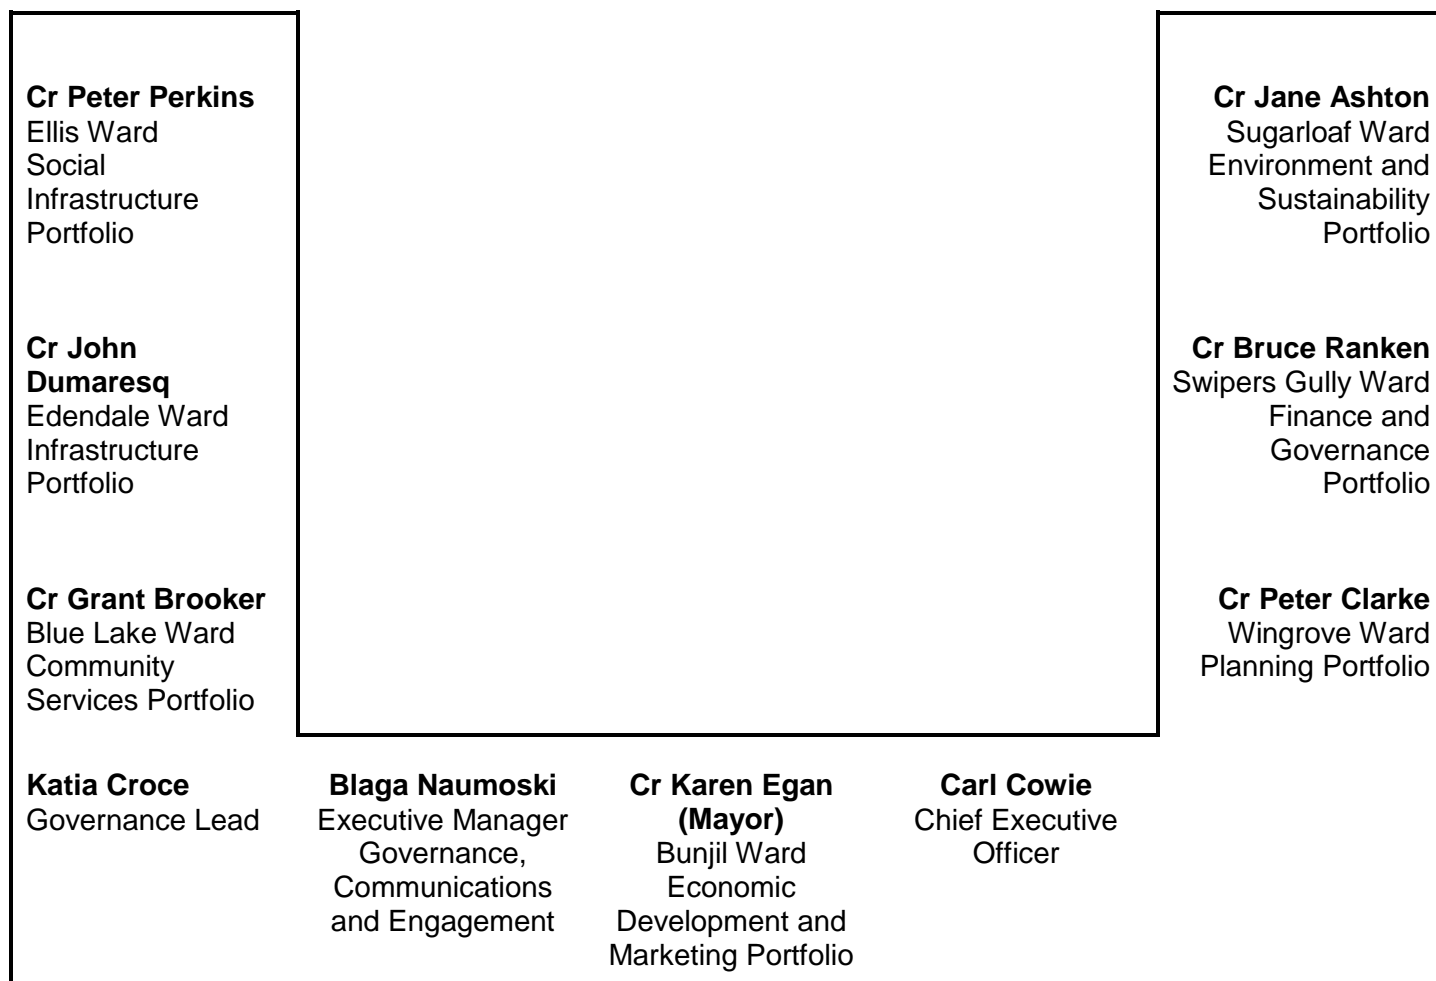 Cr Peter Perkins
Ellis Ward
Social
Infrastructure
Portfolio
Cr John
Dumaresq
Edendale Ward
Infrastructure
Portfolio
Cr Grant Brooker
Blue Lake Ward
Community
Services Portfolio
Cr Jane Ashton
Sugarloaf Ward
Environment and
Sustainability
Portfolio
Cr Bruce Ranken
Swipers Gully Ward
Finance and
Governance
Portfolio
Cr Peter Clarke
Wingrove Ward
Planning Portfolio
Katia Croce
Governance Lead
Blaga Naumoski
Executive Manager
Governance,
Communications
and Engagement
Cr Karen Egan
(Mayor)
Bunjil Ward
Economic
Development and
Marketing Portfolio
Carl Cowie
Chief Executive
Officer